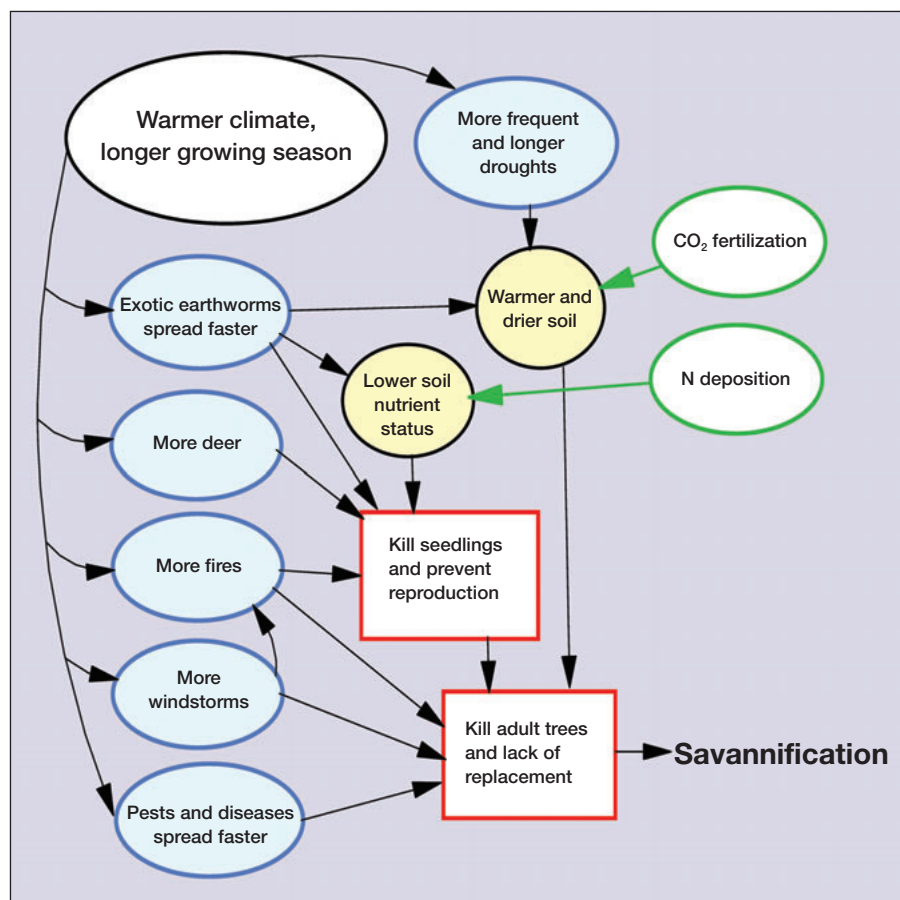 Warmer climate,
longer growing season
More frequent
and longer
droughts
CO₂ fertilization
Exotic earthworms
spread faster
Warmer and
drier soil
Lower soil
nutrient
status
N deposition
More deer
More fires
Kill seedlings
and prevent
reproduction
More
windstorms
Kill adult trees
and lack of
replacement
Savannification
Pests and diseases
spread faster